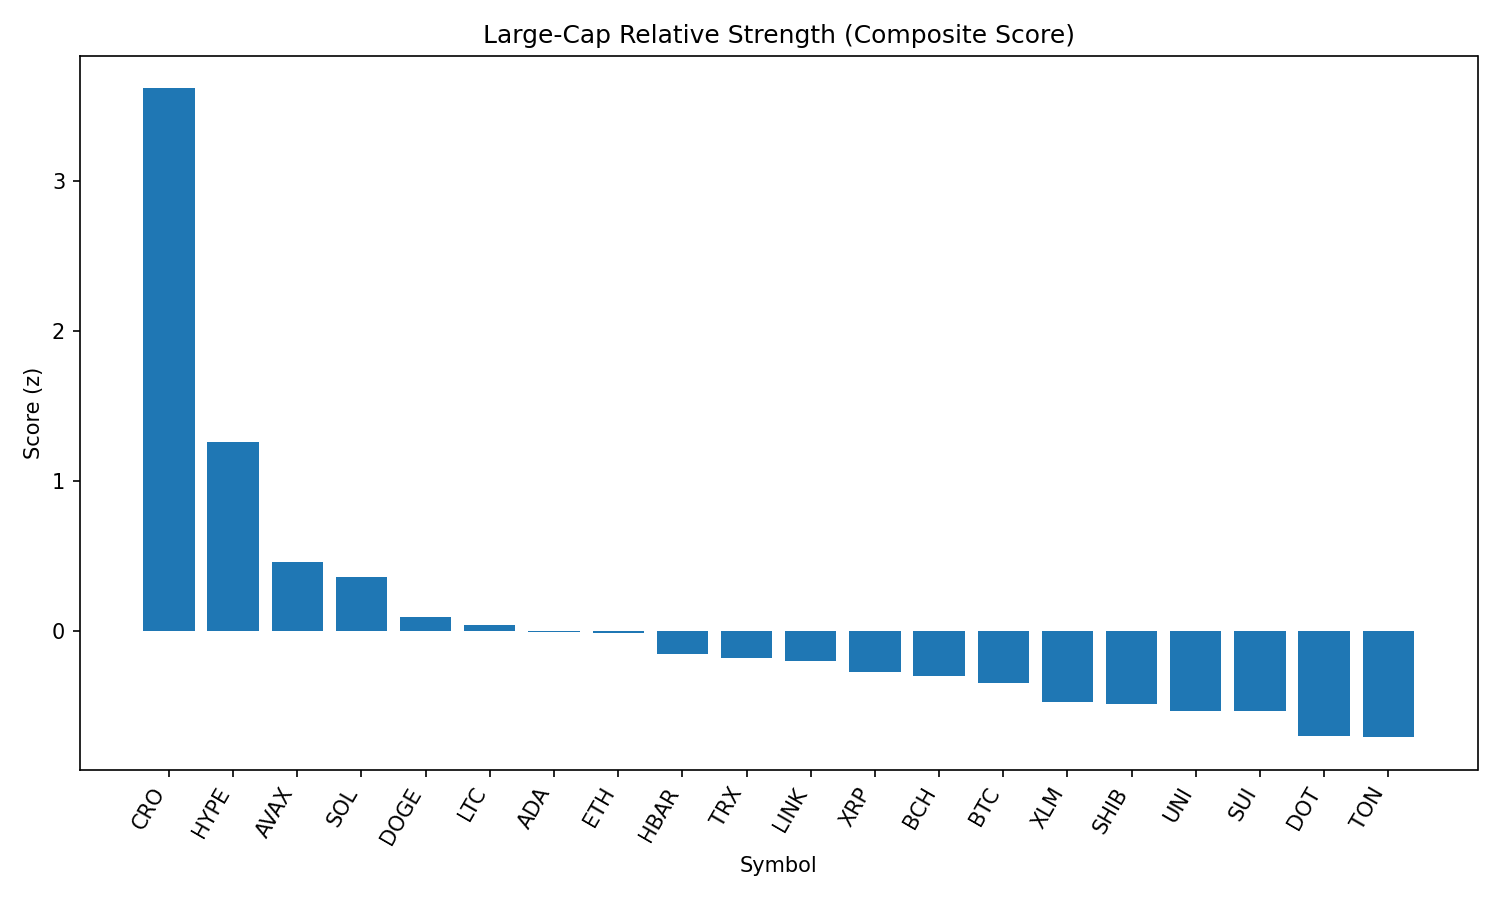 Large-Cap Relative Strength (Composite Score)
Score (z)
3
2
1
0
CRO
HYPE
AVAX
SOL
DOGE
LTC
ADA
ETH
HBAR
TRX
LINK
XRP
BCH
BTC
XLM
SHIB
UNI
SUI
DOT
TON
Symbol